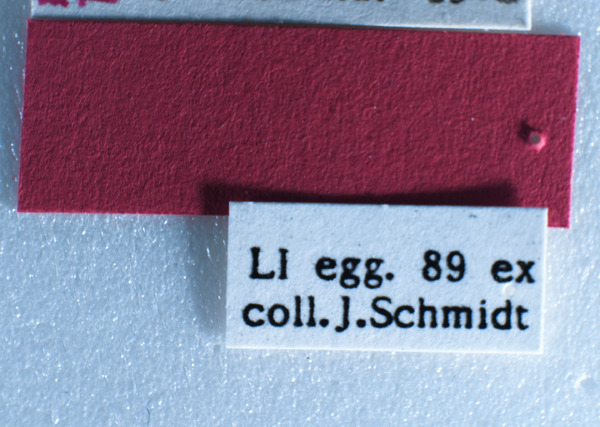 LI egg. 89 ex
coll. J. Schmidt